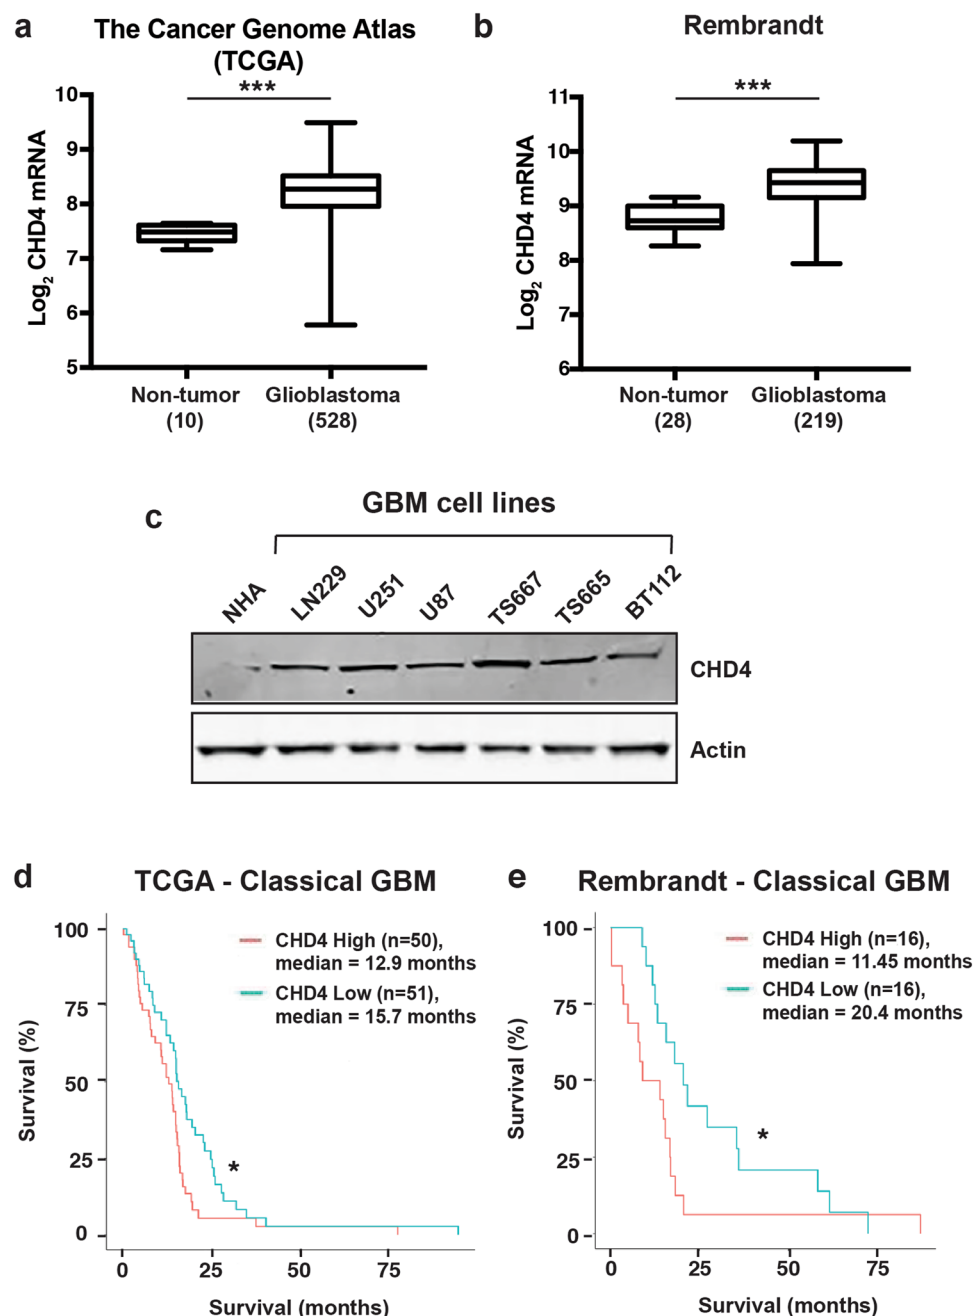 a
The Cancer Genome Atlas
(TCGA)
***
10
9
8
7
6
5
Log2 CHD4 mRNA
Non-tumor
(10)
Glioblastoma
(528)
b
Rembrandt
***
11
10
9
8
7
6
Log2 CHD4 mRNA
Non-tumor
(28)
Glioblastoma
(219)
c
GBM cell lines
NHA
LN229
U251
U87
TS667
TS665
BT112
CHD4
Actin
d
TCGA - Classical GBM
100
75
50
25
0
Survival (%)
CHD4 High (n=50),
median = 12.9 months
CHD4 Low (n=51),
median = 15.7 months
*
0
25
50
75
Survival (months)
e
Rembrandt - Classical GBM
100
75
50
25
0
Survival (%)
CHD4 High (n=16),
median = 11.45 months
CHD4 Low (n=16),
median = 20.4 months
*
0
25
50
75
Survival (months)